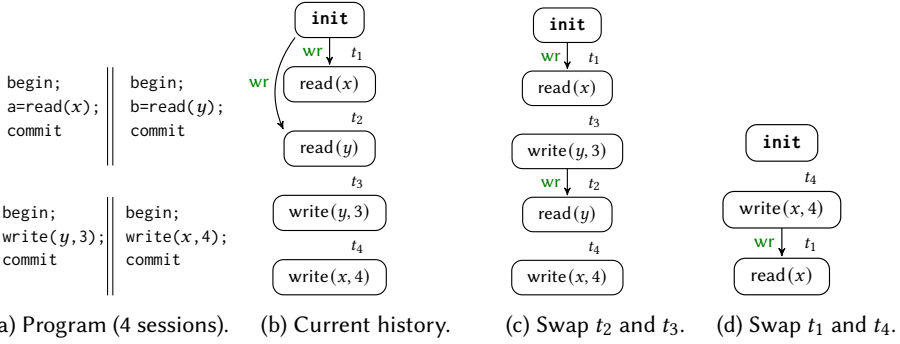 begin;
a=read(x);
commit
begin;
b=read(y);
commit
begin;
write(y,3);
commit
begin;
write(x,4);
commit
a) Program (4 sessions).
init
wr
t1
read(x)
wr
t2
read(y)
t3
write(y, 3)
t4
write(x, 4)
(b) Current history.
init
wr
t1
read(x)
t3
write(y, 3)
wr
t2
read(y)
t4
write(x, 4)
(c) Swap t2 and t3.
init
t4
write(x, 4)
wr
t1
read(x)
(d) Swap t1 and t4.